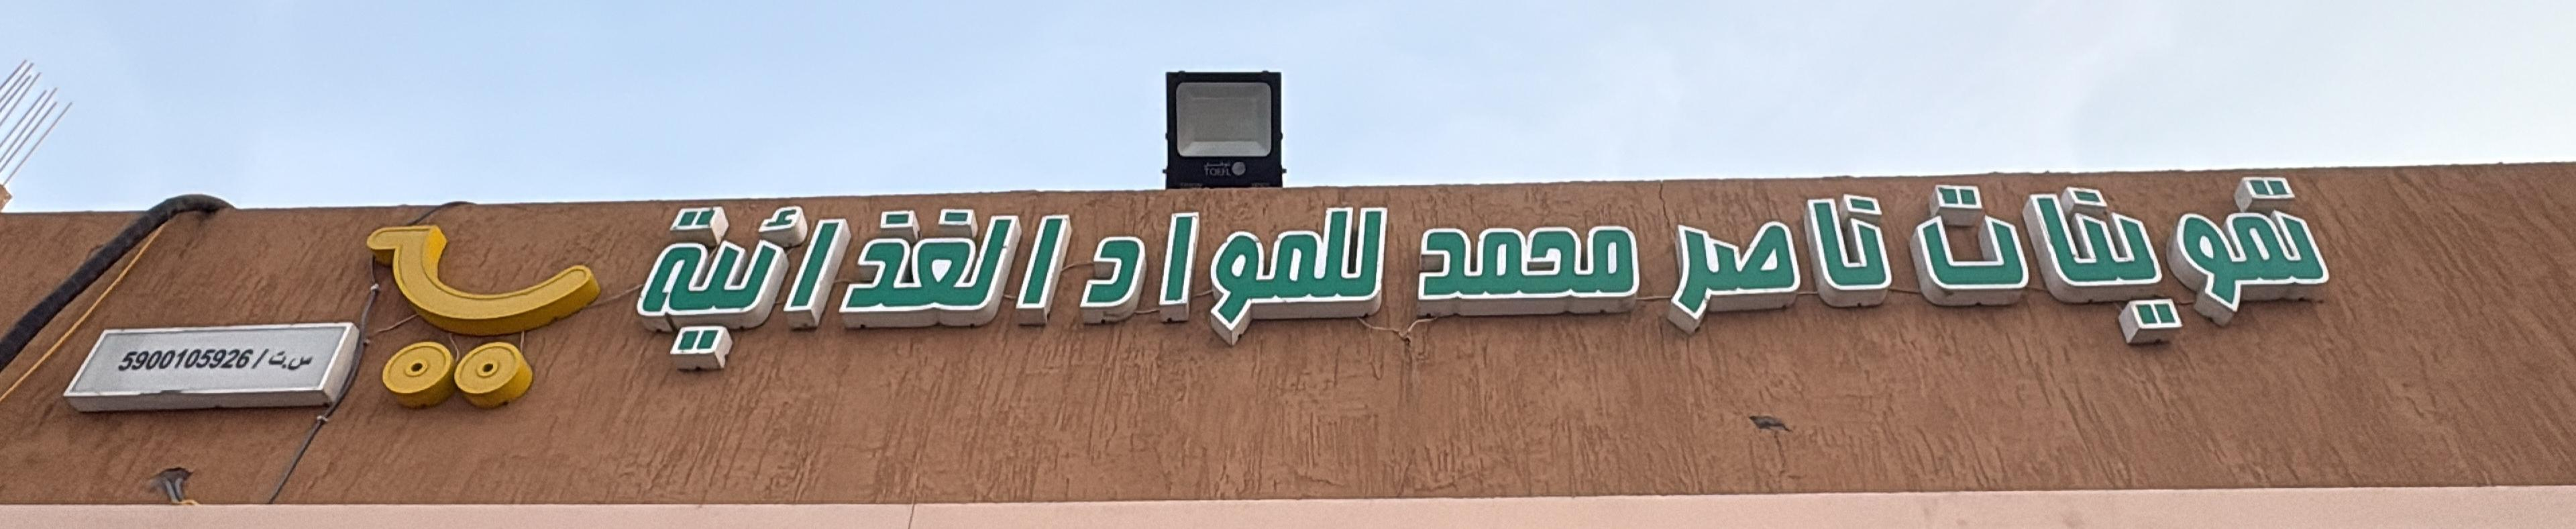 تموينات ناصر محمد للمواد الغذائية
س.ت / 5900105926